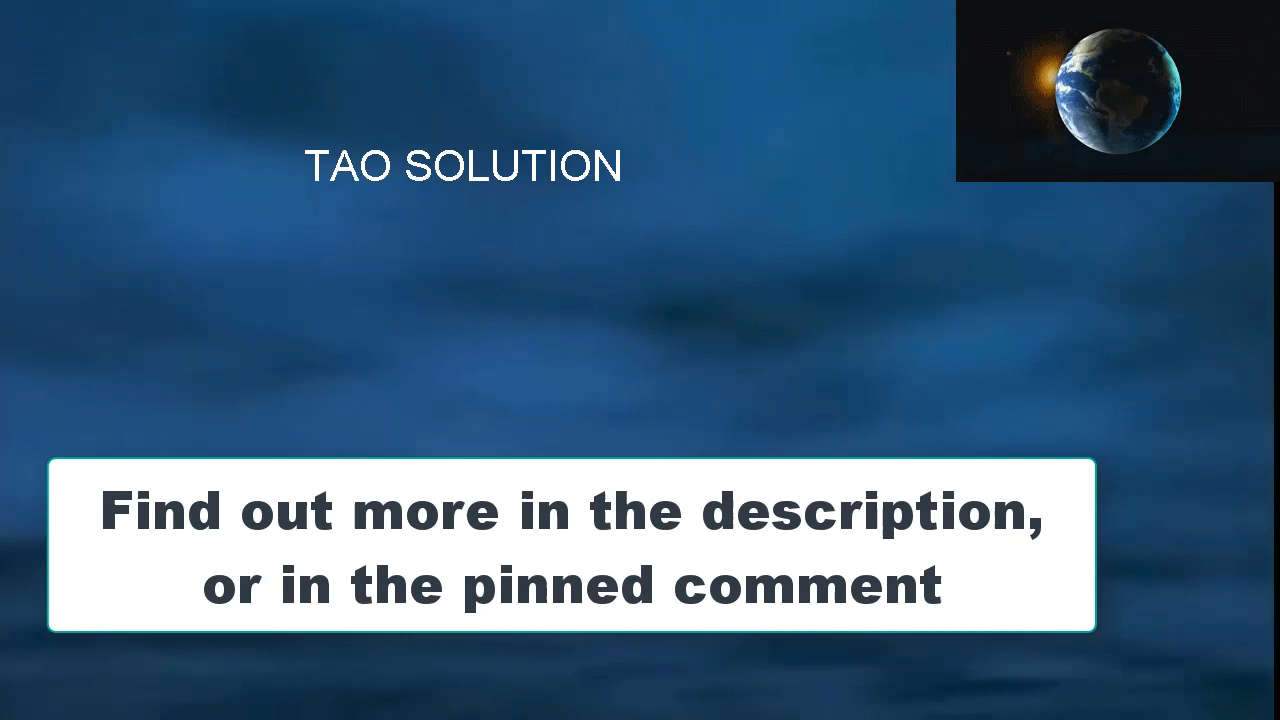 TAO SOLUTION
Find out more in the description,
or in the pinned comment